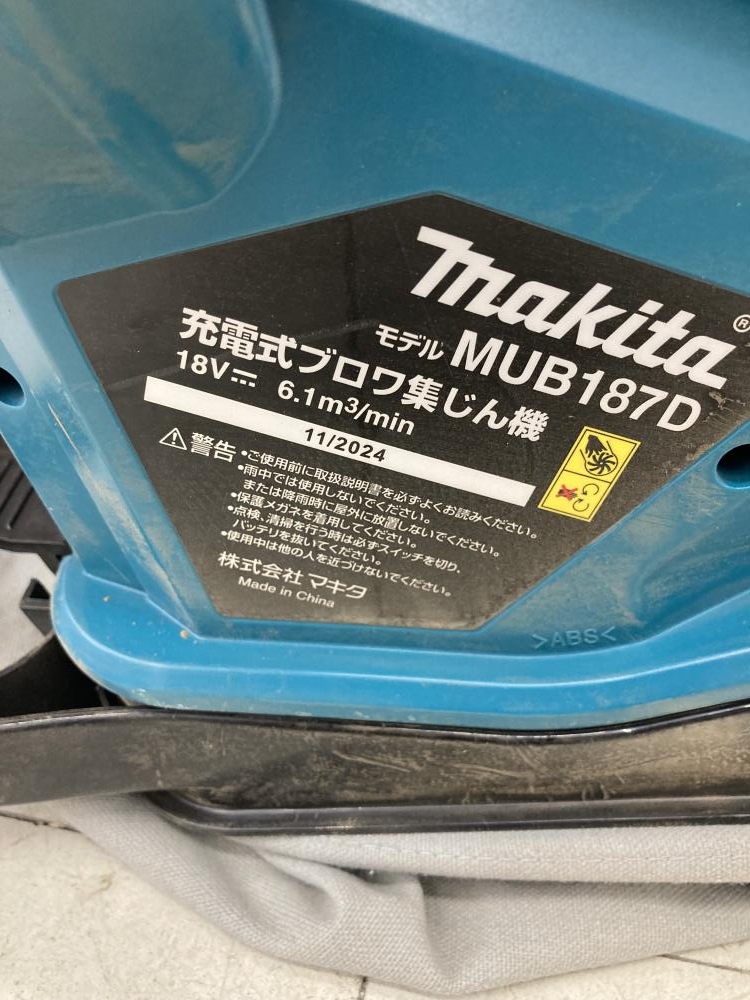 makita®
モデル MUB187D
充電式ブロワ集じん機
18V⎓ 6.1m³/min
11/2024
⚠警告
•ご使用前に取扱説明書を必ずよくお読みください。
•雨中では使用しないでください。
または降雨時に屋外に放置しないでください。
•保護メガネを着用してください。
•点検、清掃を行う時は必ずスイッチを切り、
バッテリを抜いてください。
•使用中は他の人を近づけないでください。
株式会社 マキタ
Made in China
>ABS<